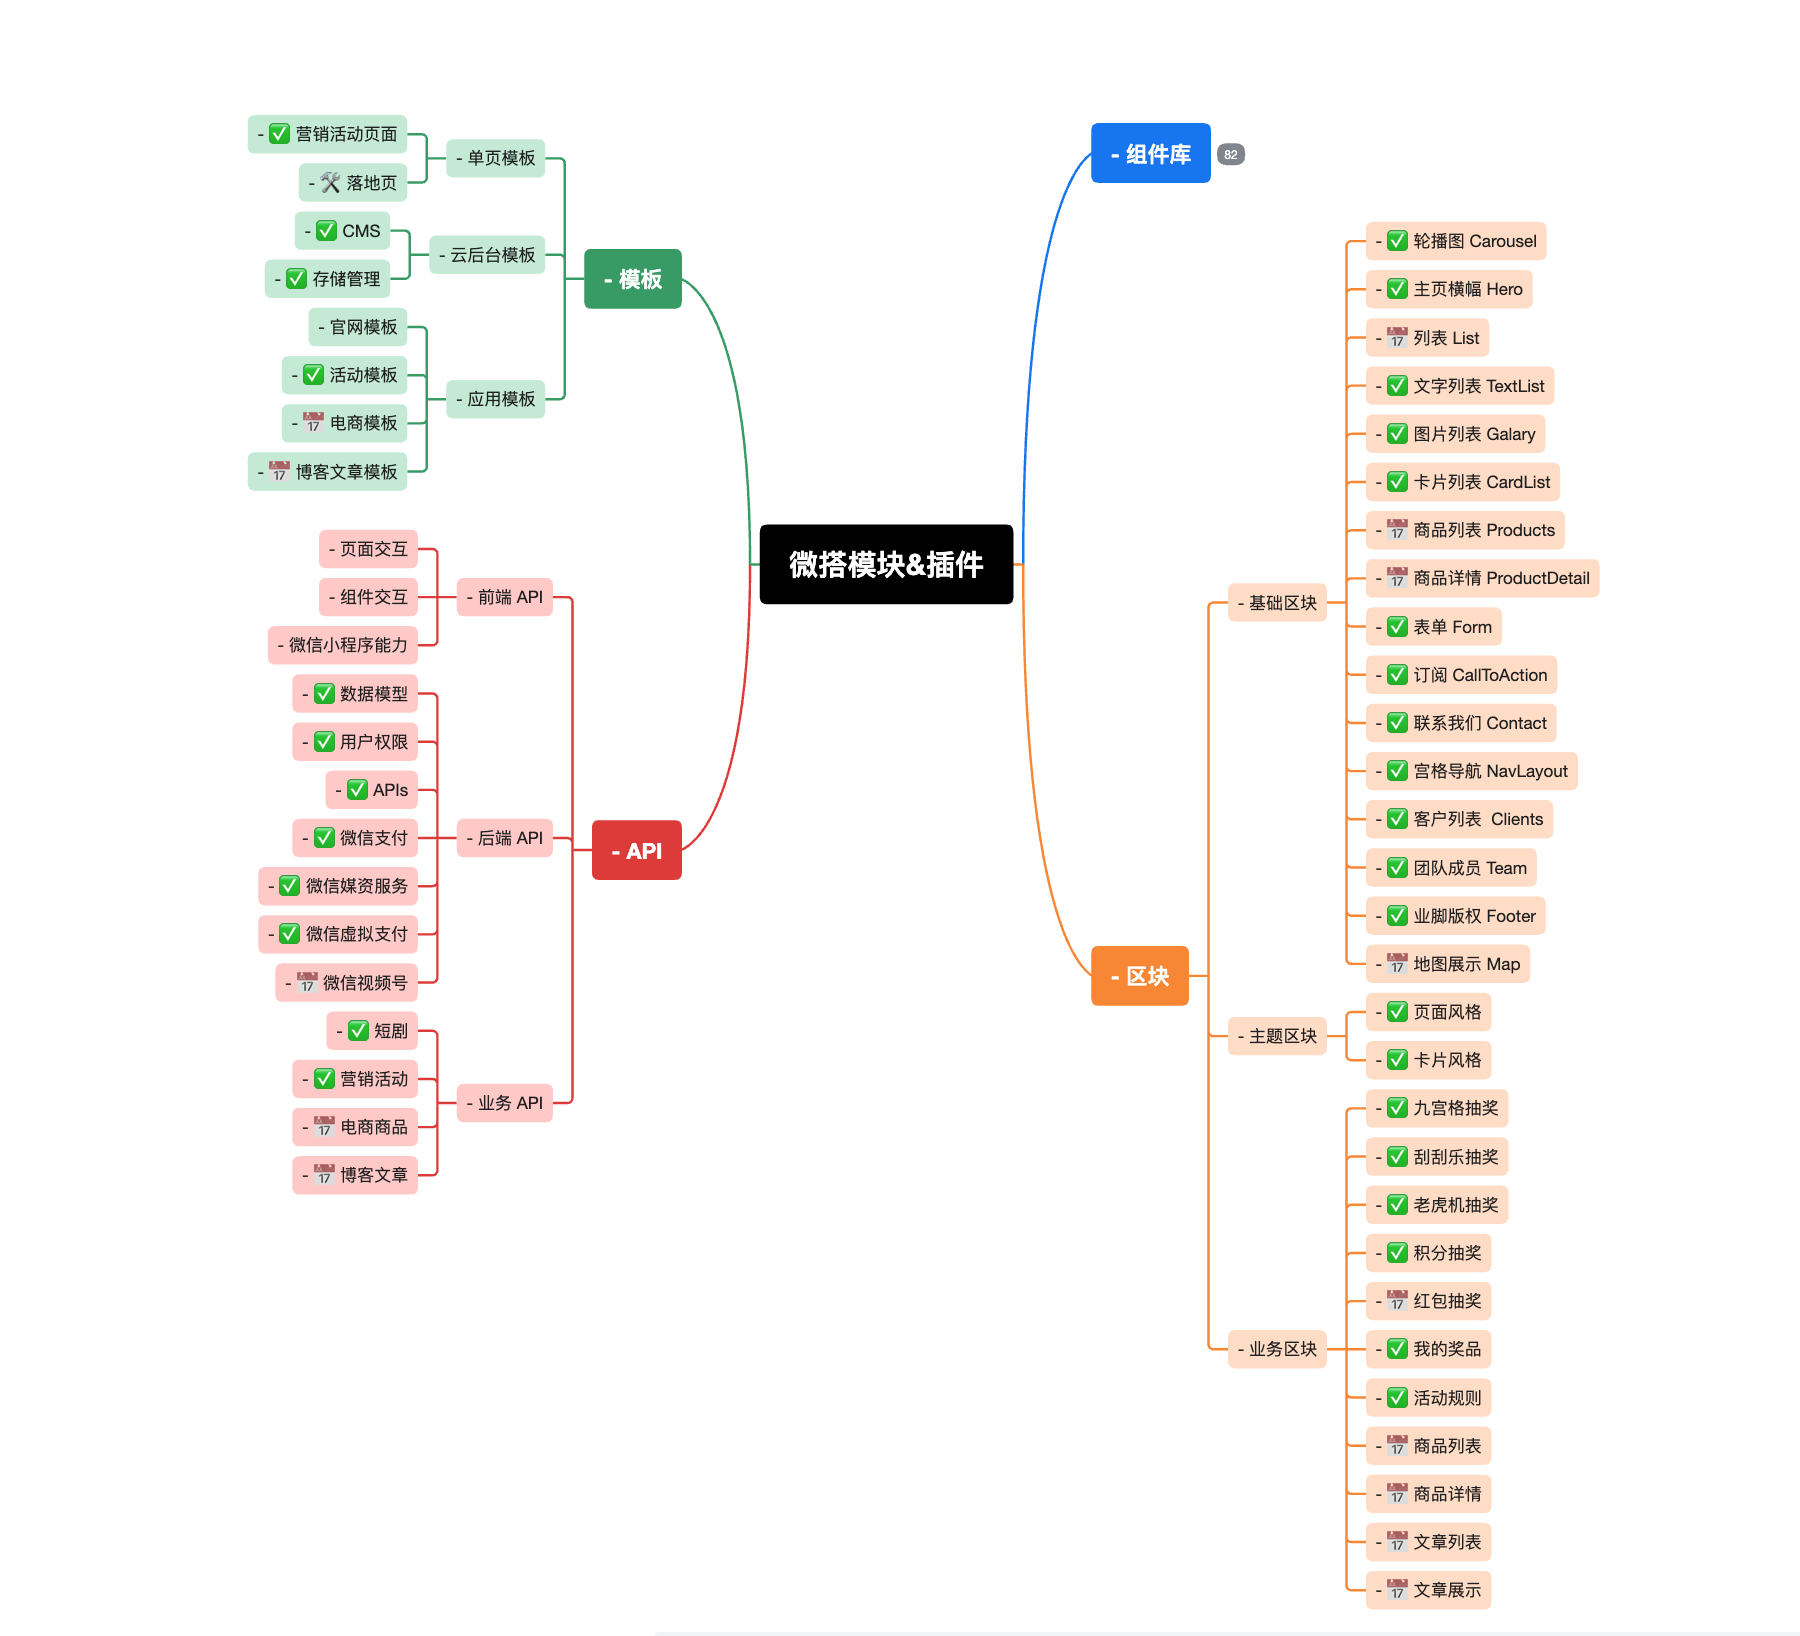 微搭模块&插件
- 模板
- 单页模板
- ✅ 营销活动页面
- 🛠 落地页
- 云后台模板
- ✅ CMS
- ✅ 存储管理
- 应用模板
- 官网模板
- ✅ 活动模板
- 📅 电商模板
- 📅 博客文章模板
- API
- 前端 API
- 页面交互
- 组件交互
- 微信小程序能力
- 后端 API
- ✅ 数据模型
- ✅ 用户权限
- ✅ APIs
- ✅ 微信支付
- ✅ 微信媒资服务
- ✅ 微信虚拟支付
- 📅 微信视频号
- 业务 API
- ✅ 短剧
- ✅ 营销活动
- 📅 电商商品
- 📅 博客文章
- 组件库
82
- 区块
- 基础区块
- ✅ 轮播图 Carousel
- ✅ 主页横幅 Hero
- 📅 列表 List
- ✅ 文字列表 TextList
- ✅ 图片列表 Galary
- ✅ 卡片列表 CardList
- 📅 商品列表 Products
- 📅 商品详情 ProductDetail
- ✅ 表单 Form
- ✅ 订阅 CallToAction
- ✅ 联系我们 Contact
- ✅ 宫格导航 NavLayout
- ✅ 客户列表  Clients
- ✅ 团队成员 Team
- ✅ 业脚版权 Footer
- 📅 地图展示 Map
- 主题区块
- ✅ 页面风格
- ✅ 卡片风格
- 业务区块
- ✅ 九宫格抽奖
- ✅ 刮刮乐抽奖
- ✅ 老虎机抽奖
- ✅ 积分抽奖
- 📅 红包抽奖
- ✅ 我的奖品
- ✅ 活动规则
- 📅 商品列表
- 📅 商品详情
- 📅 文章列表
- 📅 文章展示